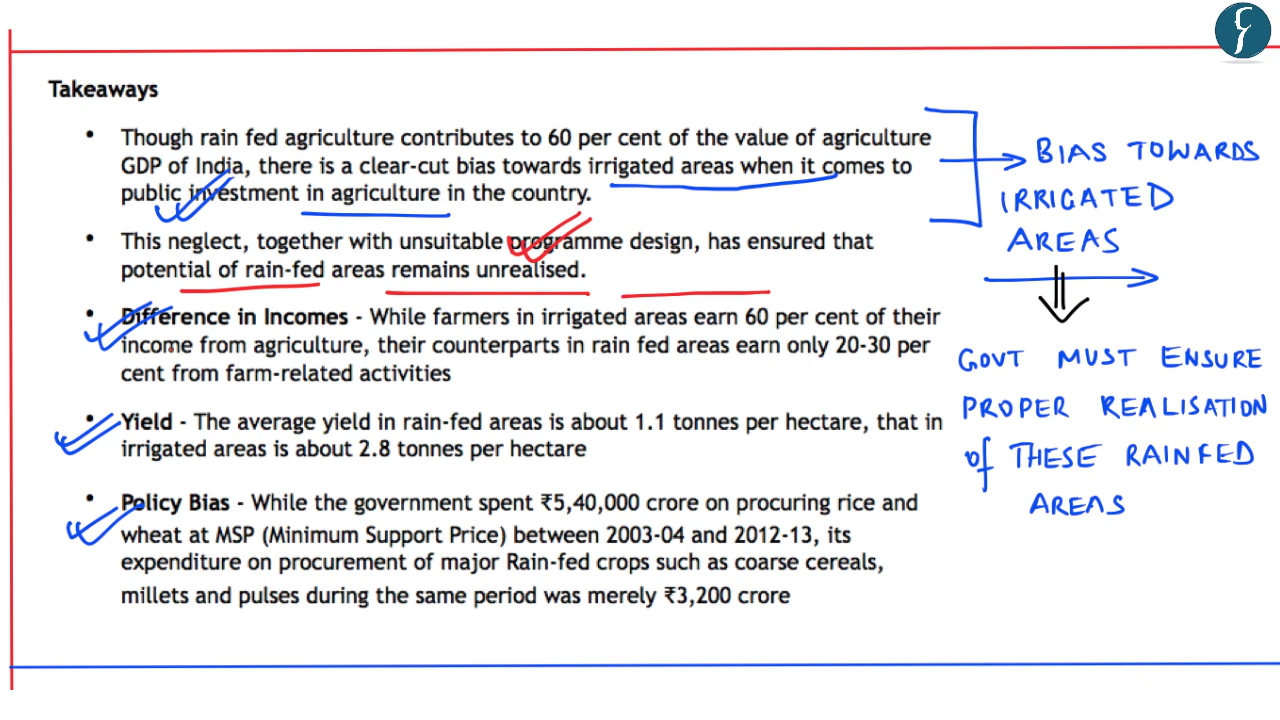 Takeaways
• Though rain fed agriculture contributes to 60 per cent of the value of agriculture
GDP of India, there is a clear-cut bias towards irrigated areas when it comes to
public investment in agriculture in the country.
• This neglect, together with unsuitable programme design, has ensured that
potential of rain-fed areas remains unrealised.
• Difference in Incomes - While farmers in irrigated areas earn 60 per cent of their
income from agriculture, their counterparts in rain fed areas earn only 20-30 per
cent from farm-related activities
• Yield - The average yield in rain-fed areas is about 1.1 tonnes per hectare, that in
irrigated areas is about 2.8 tonnes per hectare
• Policy Bias - While the government spent ₹5,40,000 crore on procuring rice and
wheat at MSP (Minimum Support Price) between 2003-04 and 2012-13, its
expenditure on procurement of major Rain-fed crops such as coarse cereals,
millets and pulses during the same period was merely ₹3,200 crore
BIAS TOWARDS
IRRIGATED
AREAS
GOVT MUST ENSURE
PROPER REALISATION
of THESE RAINFED
AREAS